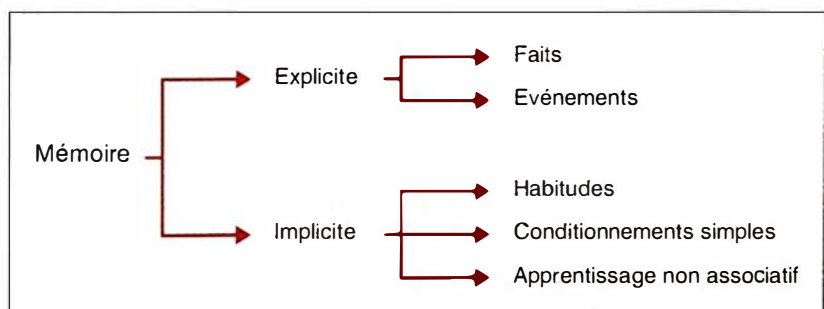 Mémoire
Explicite
Faits
Evénements
Implicite
Habitudes
Conditionnements simples
Apprentissage non associatif